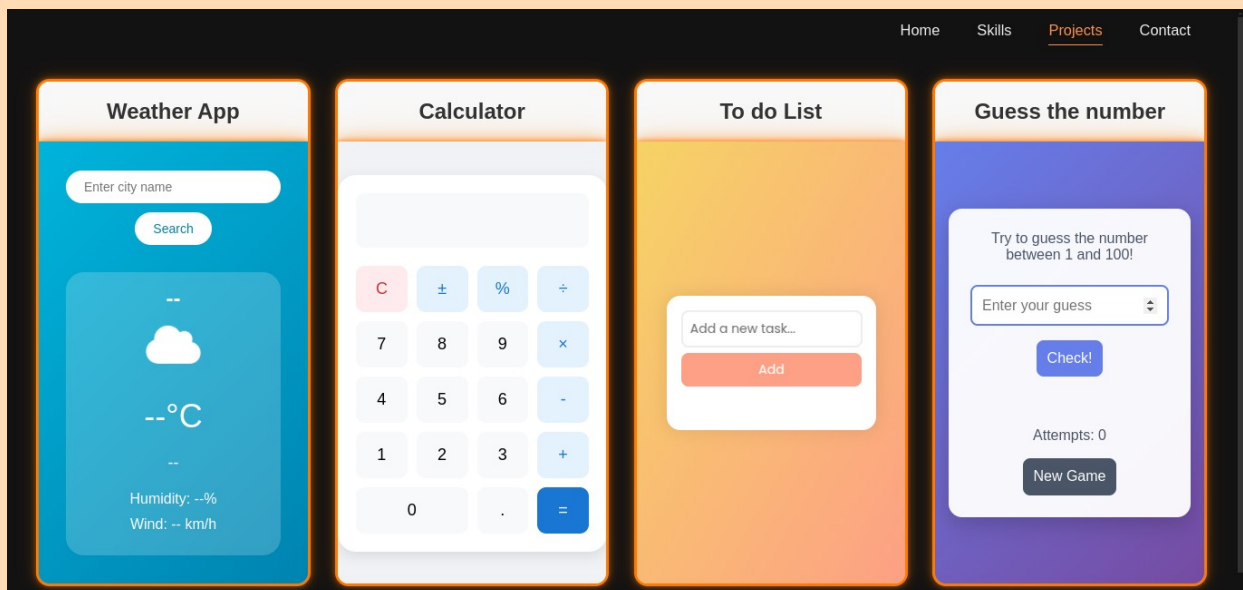 Home Skills Projects Contact
Weather App
Enter city name
Search
--
--°C
--
Humidity: --%
Wind: -- km/h
Calculator
C ± % ÷
7 8 9 ×
4 5 6 -
1 2 3 +
0 . =
To do List
Add a new task...
Add
Guess the number
Try to guess the number
between 1 and 100!
Enter your guess
Check!
Attempts: 0
New Game